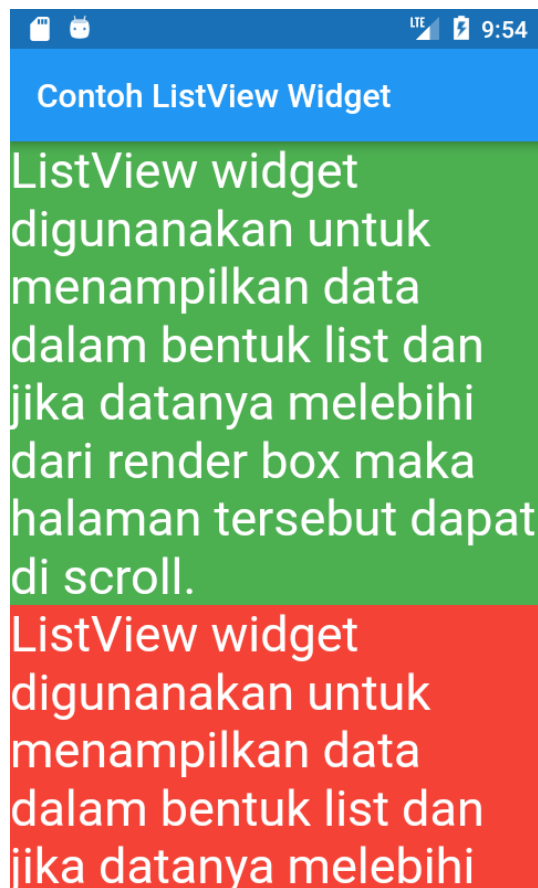 LTE 9:54
Contoh ListView Widget
ListView widget
digunanakan untuk
menampilkan data
dalam bentuk list dan
jika datanya melebihi
dari render box maka
halaman tersebut dapat
di scroll.
ListView widget
digunanakan untuk
menampilkan data
dalam bentuk list dan
jika datanya melebihi